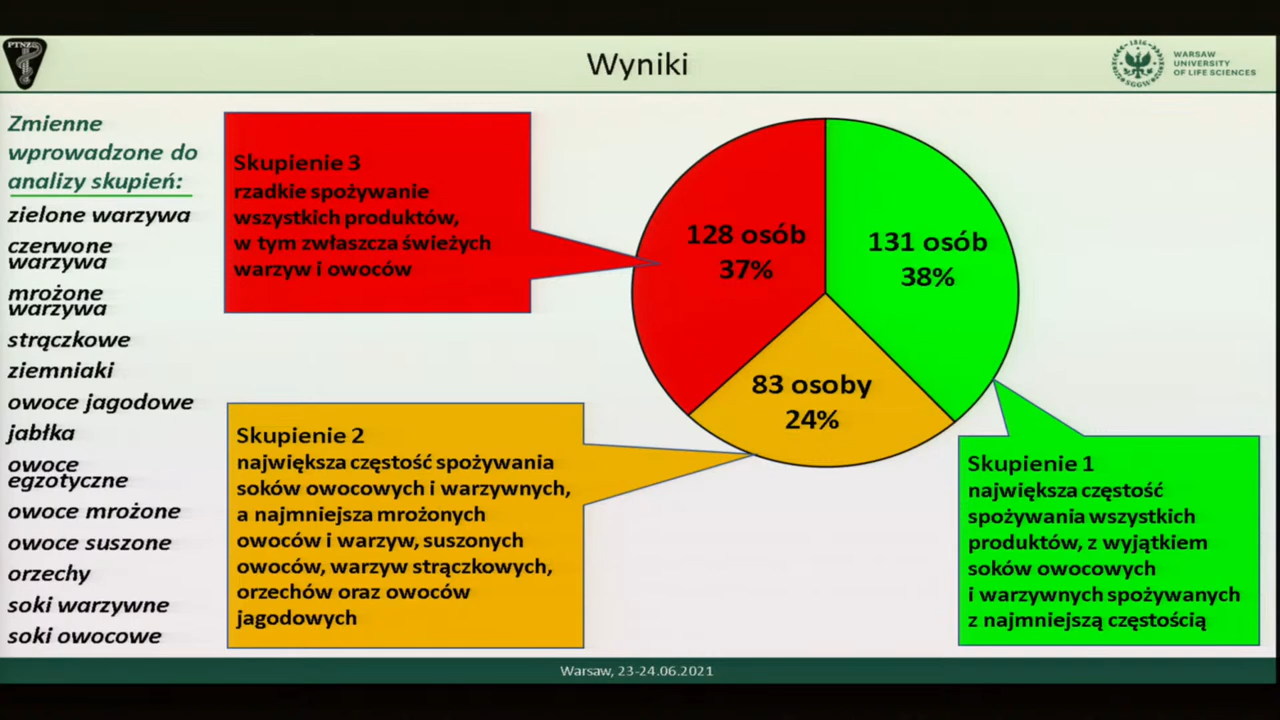 PTNŻ
Wyniki
1816
SGGW
WARSAW
UNIVERSITY
OF LIFE SCIENCES
Zmienne
wprowadzone do
analizy skupień:
zielone warzywa
czerwone
warzywa
mrożone
warzywa
strączkowe
ziemniaki
owoce jagodowe
jabłka
owoce
egzotyczne
owoce mrożone
owoce suszone
orzechy
soki warzywne
soki owocowe
Skupienie 3
rzadkie spożywanie
wszystkich produktów,
w tym zwłaszcza świeżych
warzyw i owoców
128 osób
37%
131 osób
38%
83 osoby
24%
Skupienie 2
największa częstość spożywania
soków owocowych i warzywnych,
a najmniejsza mrożonych
owoców i warzyw, suszonych
owoców, warzyw strączkowych,
orzechów oraz owoców
jagodowych
Skupienie 1
największa częstość
spożywania wszystkich
produktów, z wyjątkiem
soków owocowych
i warzywnych spożywanych
z najmniejszą częstością
Warsaw, 23-24.06.2021